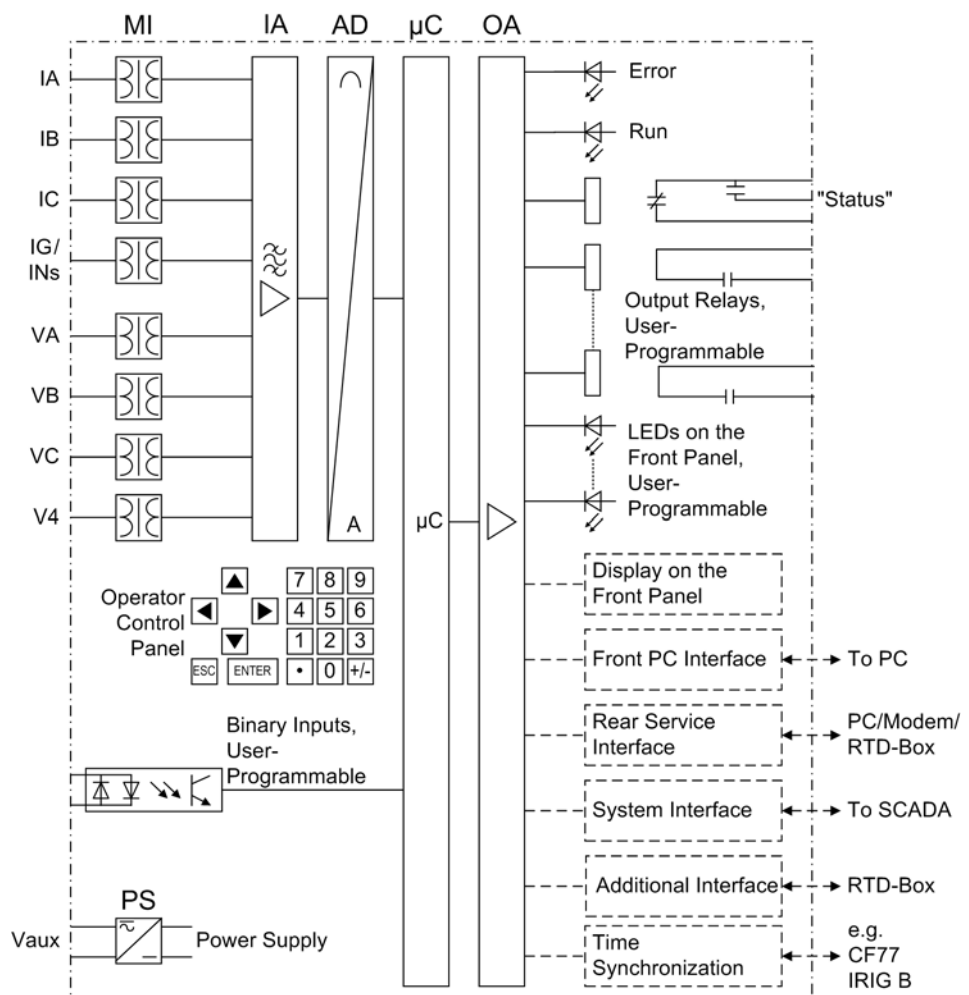 MI IA AD µC OA
IA
IB
IC
IG/
INs
VA
VB
VC
V4
A
µC
Error
Run
"Status"
Output Relays,
User-
Programmable
LEDs on the
Front Panel,
User-
Programmable
Display on the
Front Panel
Front PC Interface
To PC
Rear Service
Interface
PC/Modem/
RTD-Box
System Interface
To SCADA
Additional Interface
RTD-Box
Time
Synchronization
e.g.
CF77
IRIG B
Operator
Control
Panel
7 8 9
4 5 6
1 2 3
ESC ENTER • 0 +/-
Binary Inputs,
User-
Programmable
PS
Vaux
Power Supply